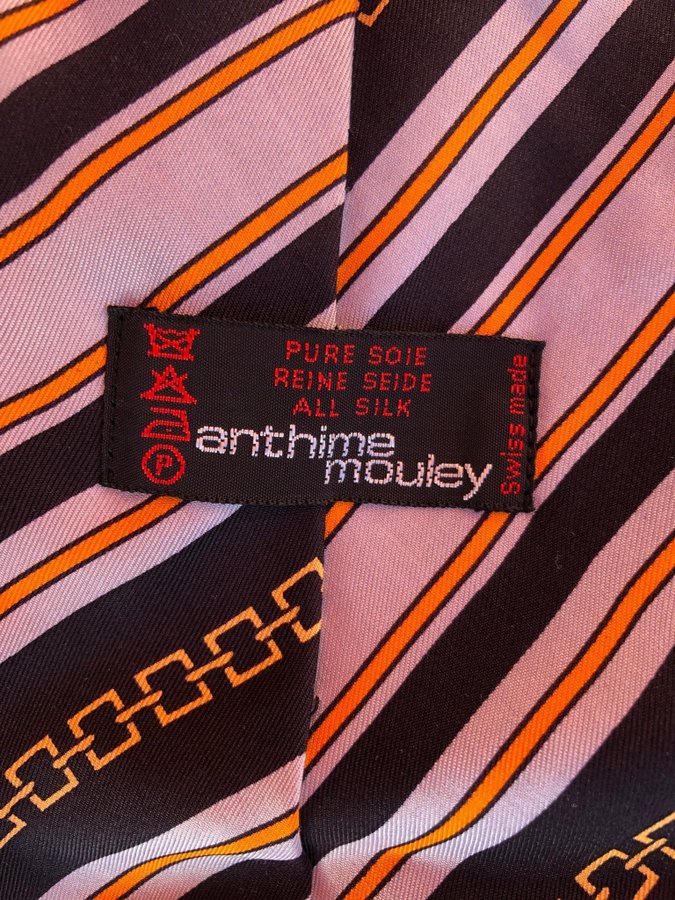 PURE SOIE
REINE SEIDE
ALL SILK
anthime
mouley
Swiss made
P